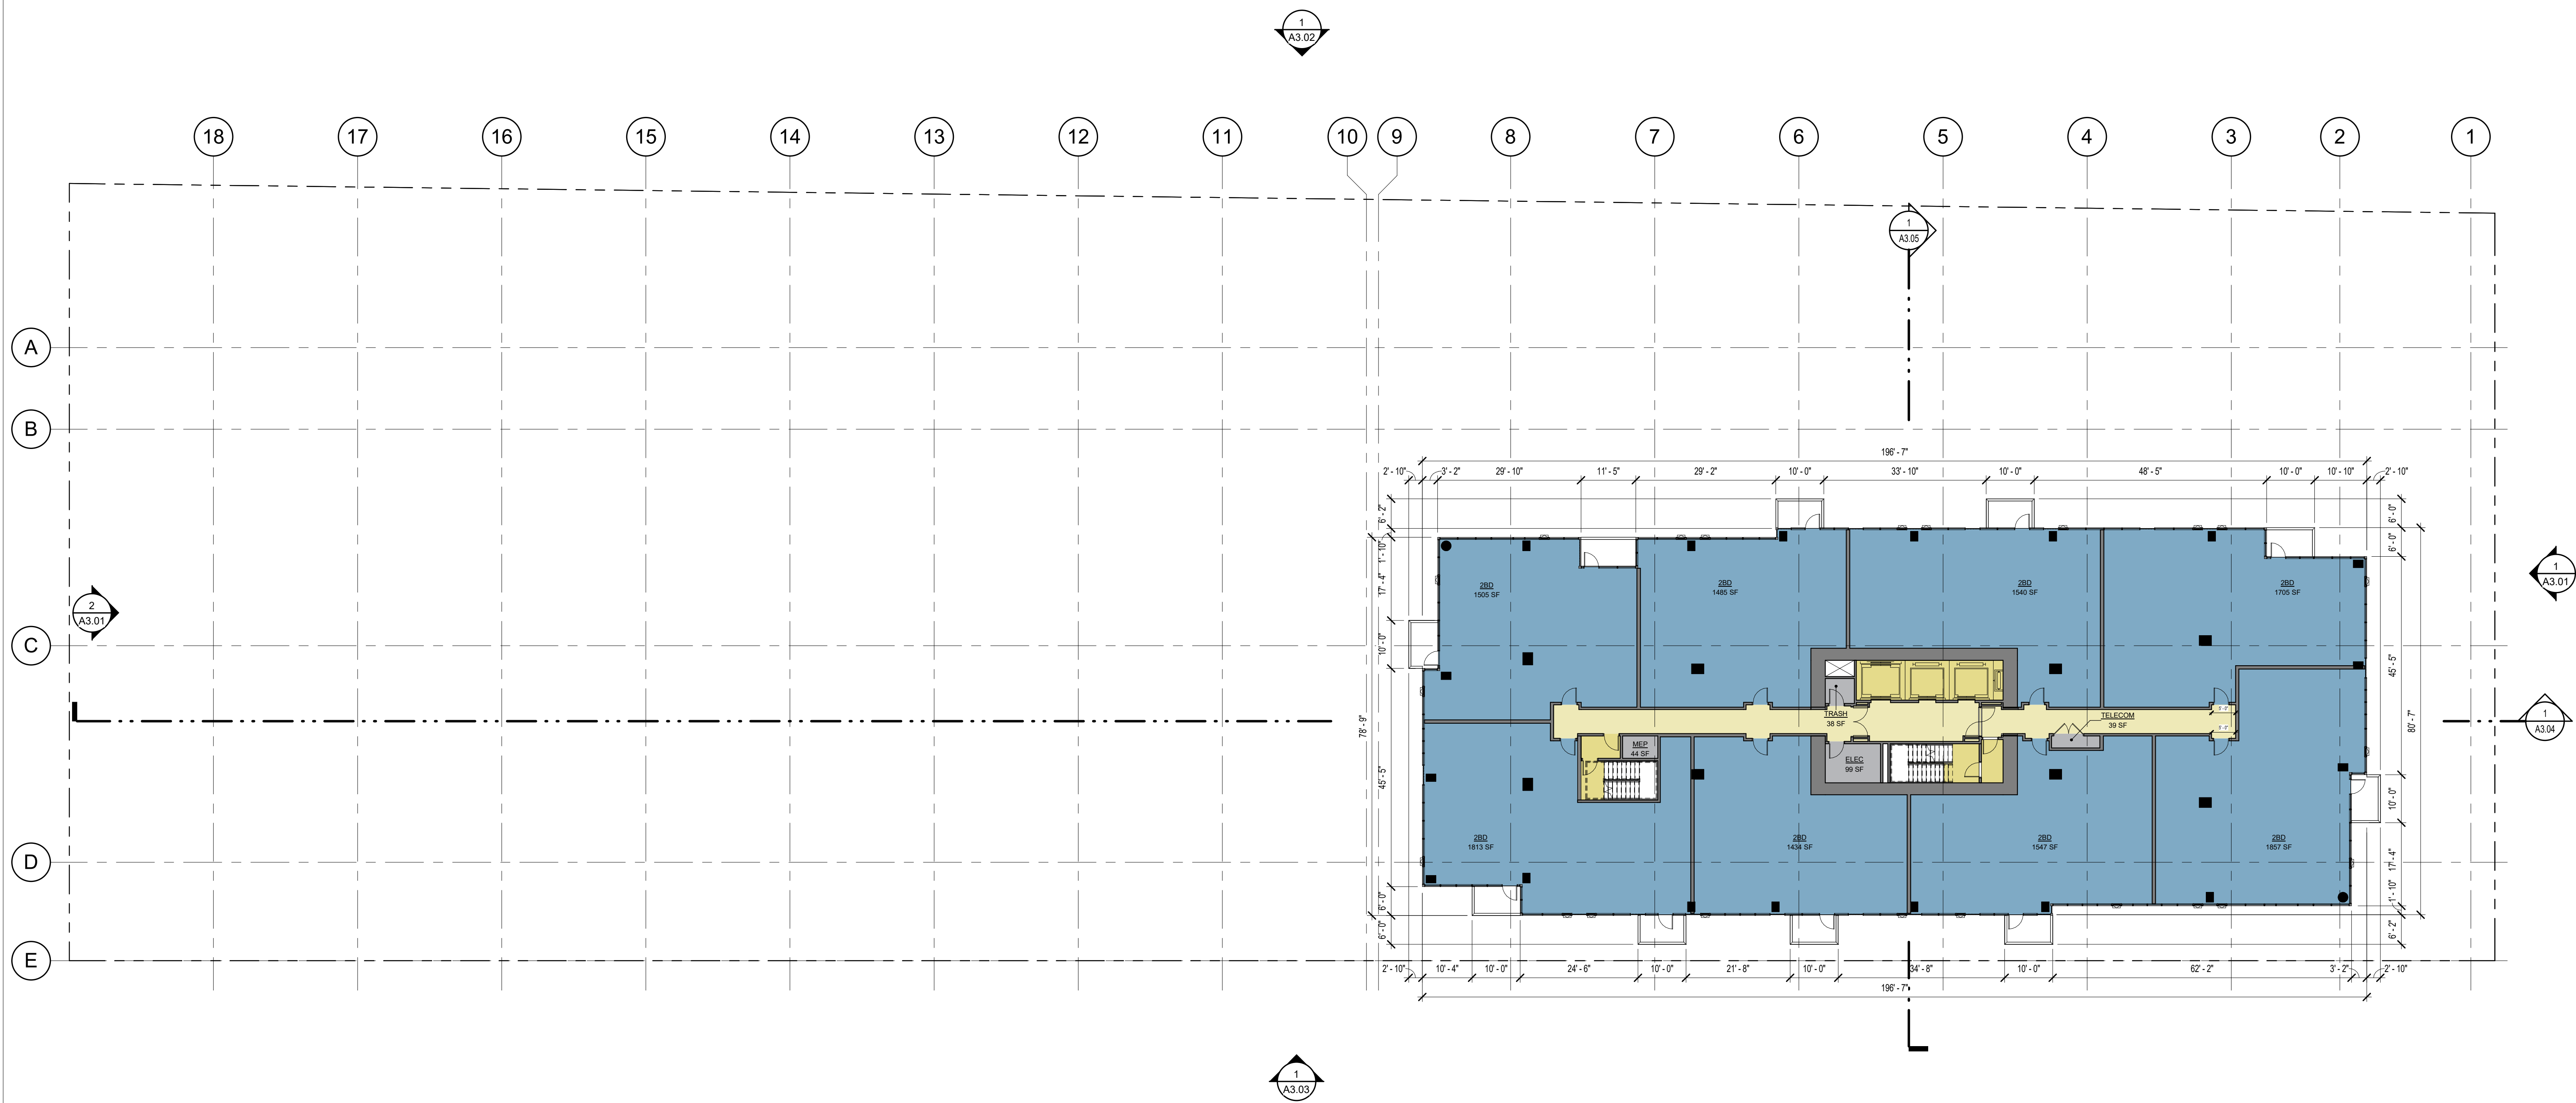 1
A3.02
18
17
16
15
14
13
12
11
10
9
8
7
6
5
4
3
2
1
1
A3.05
A
B
C
D
E
196' - 7"
2' - 10"
3' - 2"
29' - 10"
11' - 5"
29' - 2"
10' - 0"
33' - 10"
10' - 0"
48' - 5"
10' - 0"
10' - 10"
2' - 10"
6' - 2"
1' - 10"
17' - 4"
10' - 0"
78' - 9"
45' - 5"
6' - 0"
6' - 0"
6' - 0"
6' - 0"
45' - 5"
80' - 7"
10' - 0"
17' - 4"
1' - 10"
6' - 2"
2BD
1505 SF
2BD
1485 SF
2BD
1540 SF
2BD
1705 SF
TRASH
38 SF
TELECOM
39 SF
MEP
44 SF
ELEC
99 SF
2BD
1813 SF
2BD
1434 SF
2BD
1547 SF
2BD
1857 SF
2
A3.01
1
A3.01
1
A3.04
2' - 10"
10' - 4"
10' - 0"
24' - 6"
10' - 0"
21' - 8"
10' - 0"
34' - 8"
10' - 0"
62' - 2"
3' - 2"
2' - 10"
196' - 7"
1
A3.03